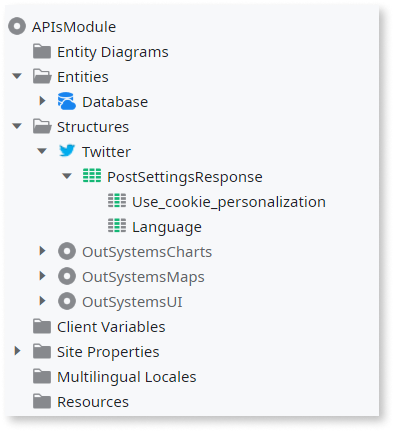 APIsModule
Entity Diagrams
Entities
Database
Structures
Twitter
PostSettingsResponse
Use_cookie_personalization
Language
OutSystemsCharts
OutSystemsMaps
OutSystemsUI
Client Variables
Site Properties
Multilingual Locales
Resources